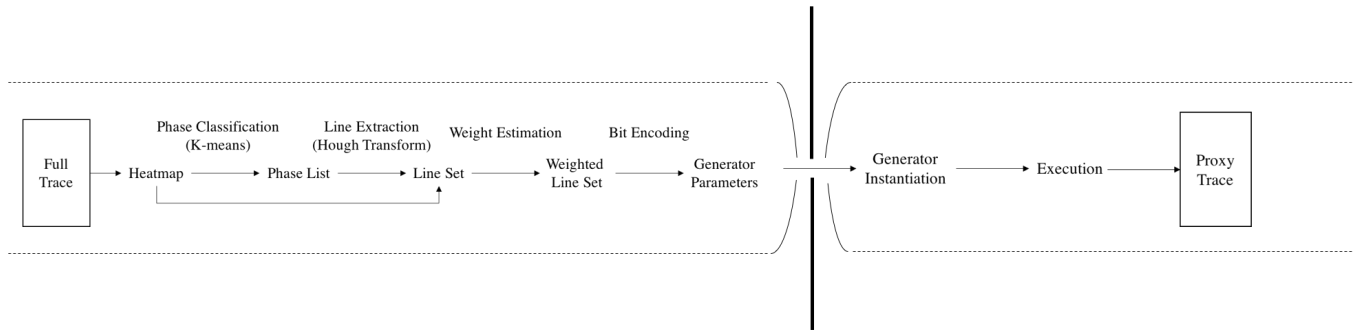 Full
Trace
Heatmap
Phase Classification
(K-means)
Phase List
Line Extraction
(Hough Transform)
Line Set
Weight Estimation
Weighted
Line Set
Bit Encoding
Generator
Parameters
Generator
Instantiation
Execution
Proxy
Trace